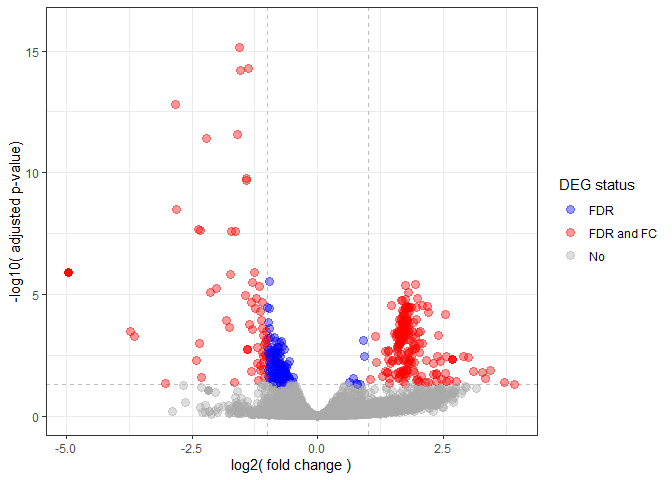 15
10
5
0
-log10( adjusted p-value)
-5.0
-2.5
0.0
2.5
log2( fold change )
DEG status
FDR
FDR and FC
No